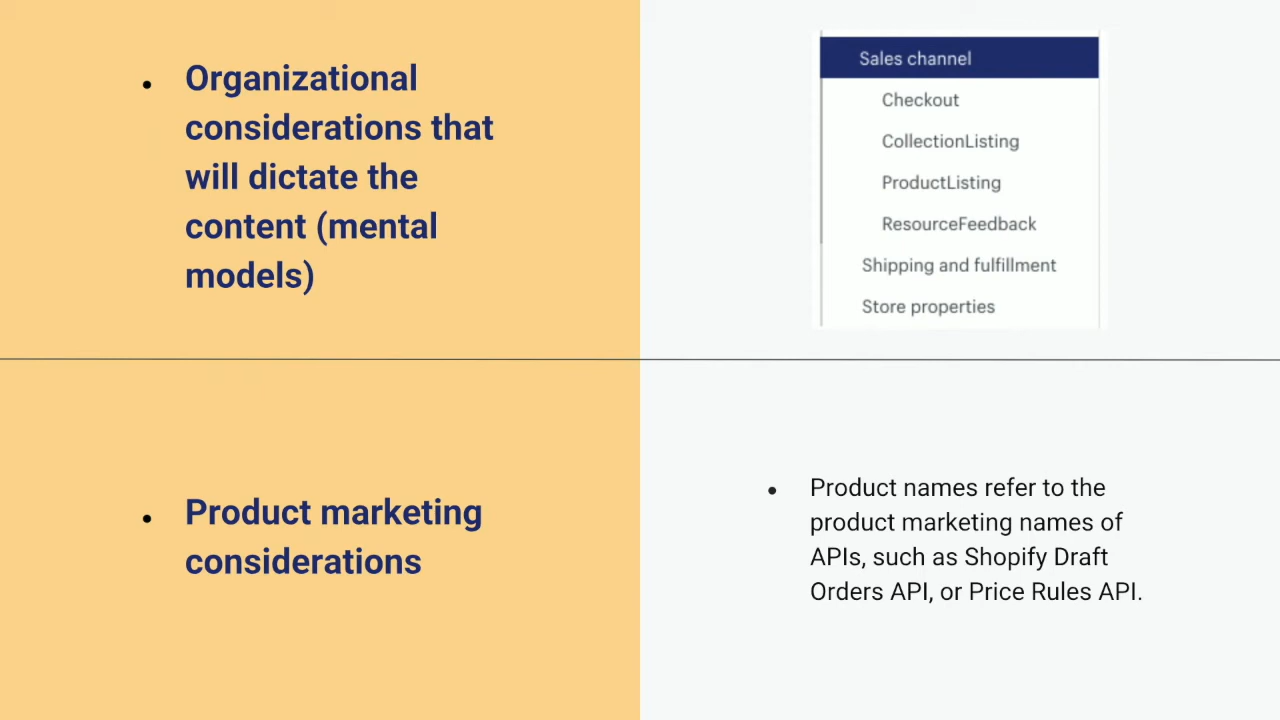 • Organizational
considerations that
will dictate the
content (mental
models)
Sales channel
Checkout
CollectionListing
ProductListing
ResourceFeedback
Shipping and fulfillment
Store properties
• Product marketing
considerations
• Product names refer to the
product marketing names of
APIs, such as Shopify Draft
Orders API, or Price Rules API.